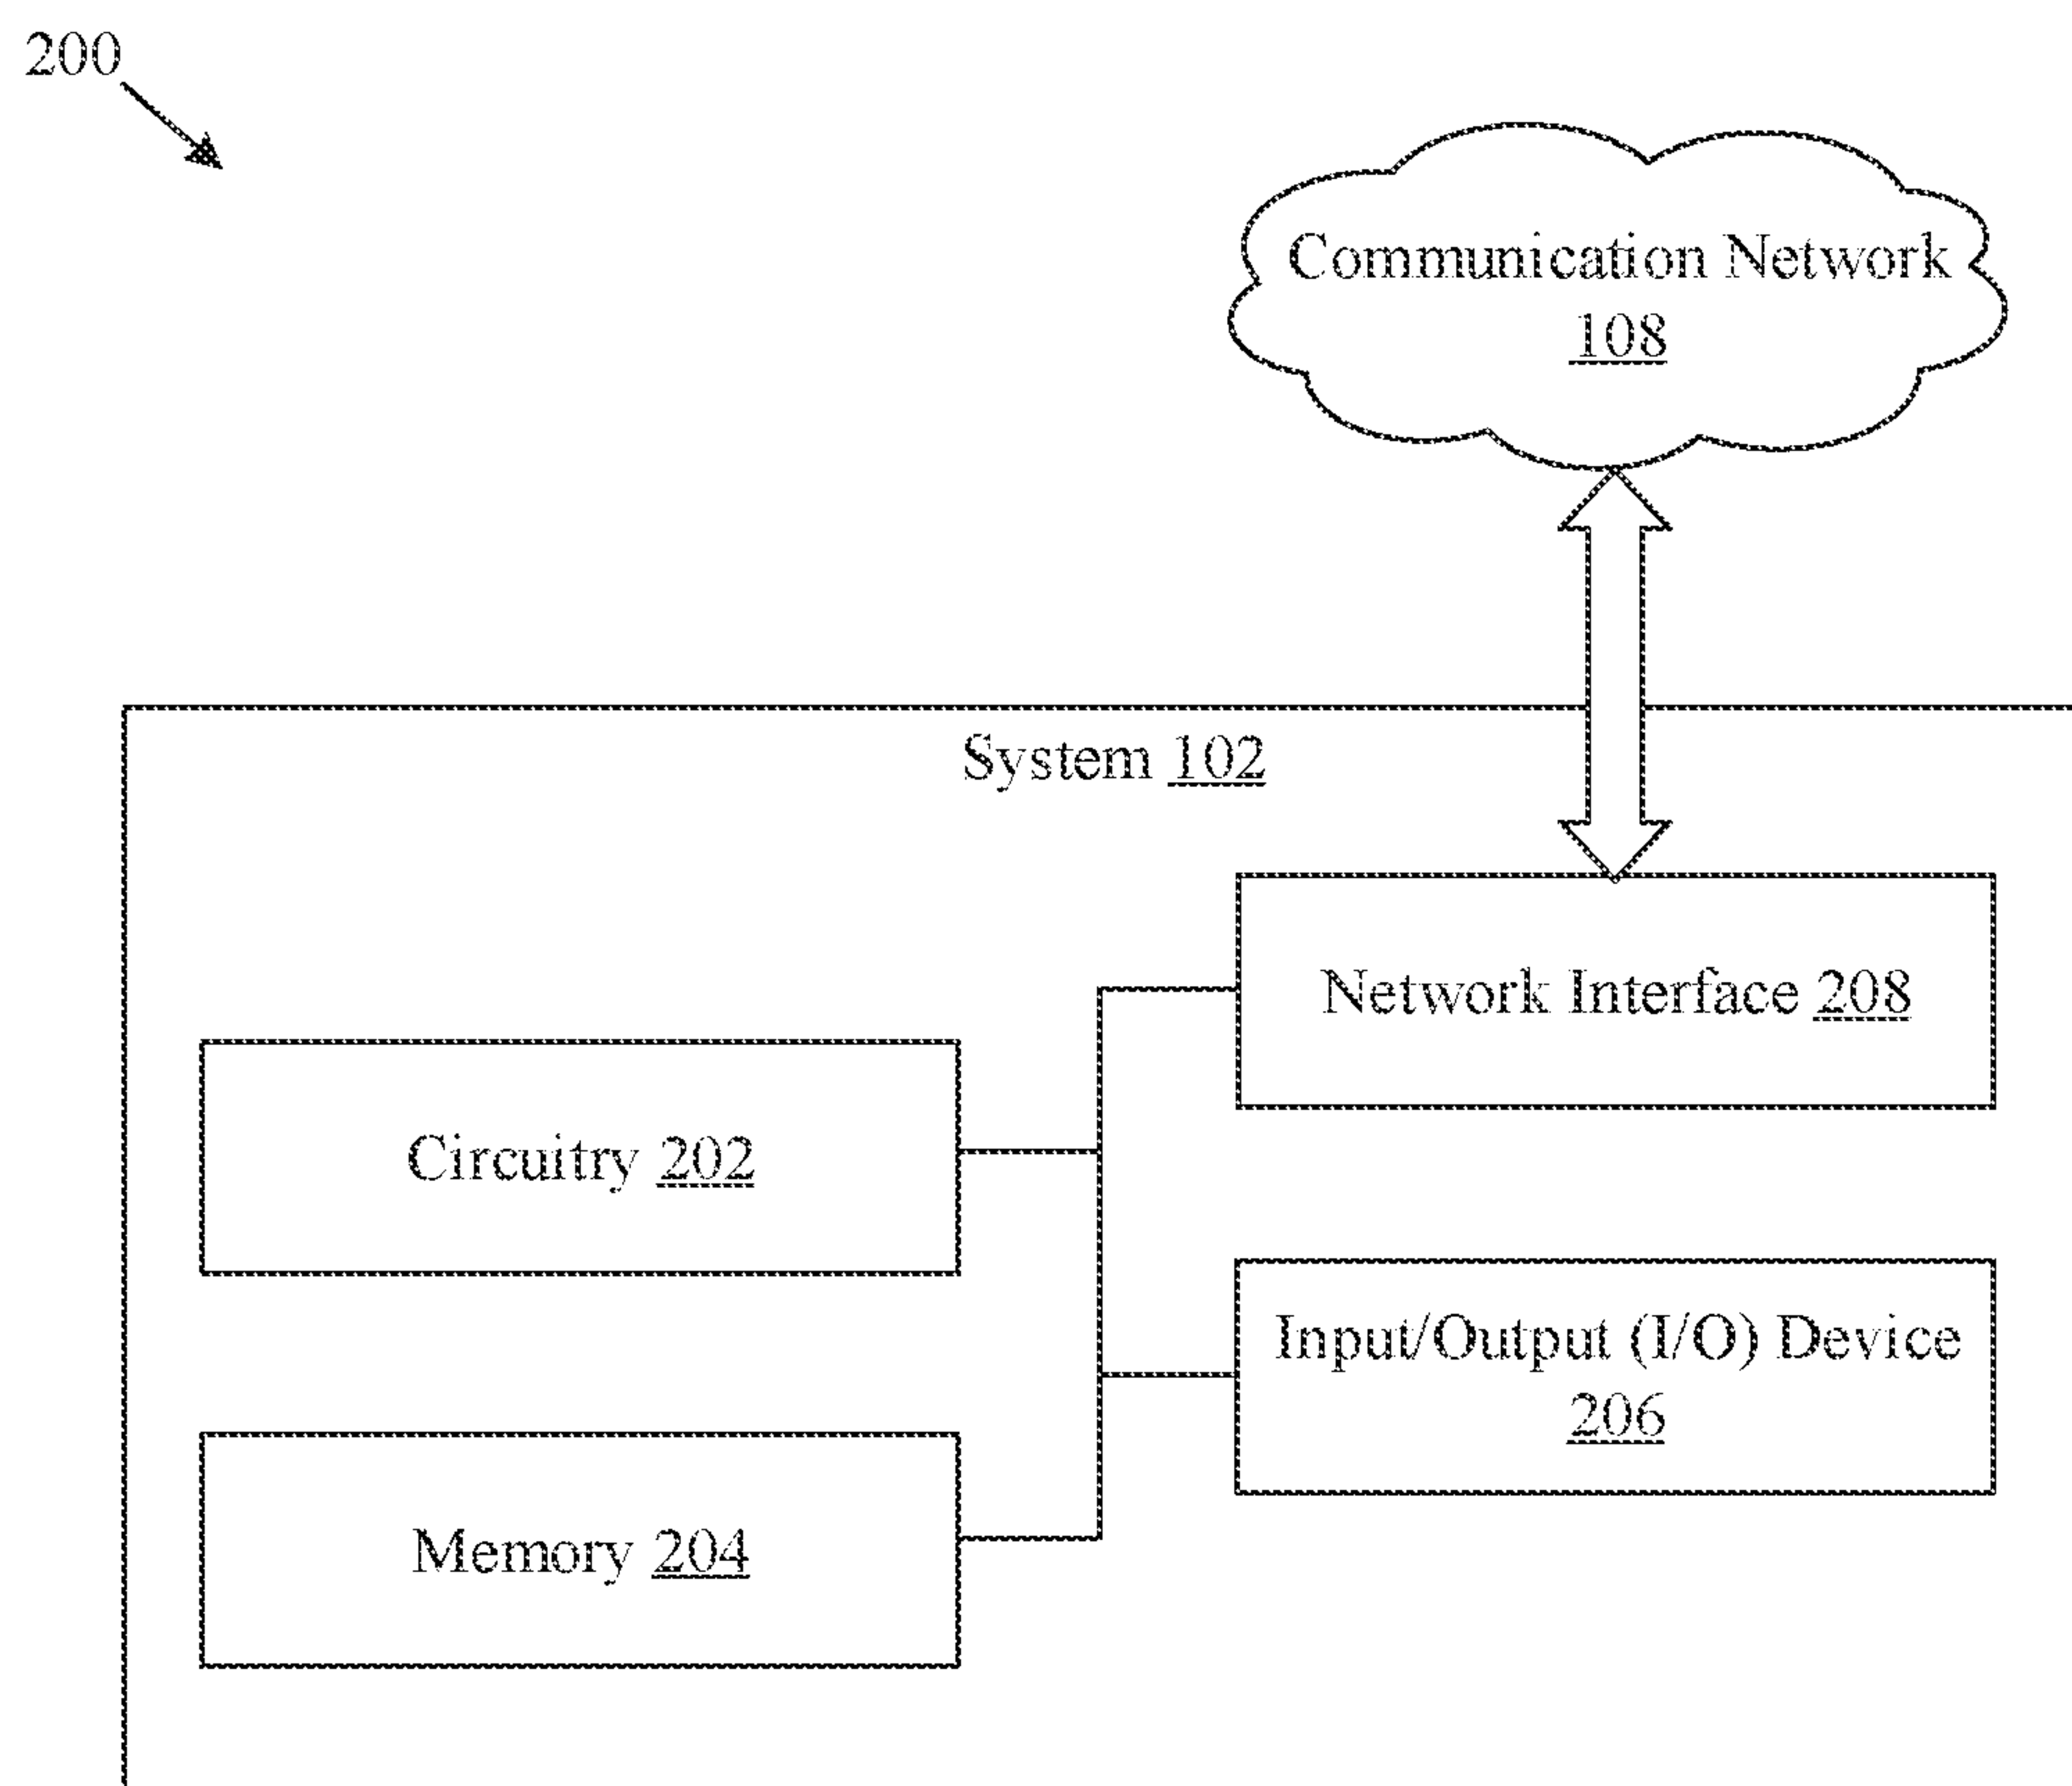 200
Communication Network
108
System 102
Network Interface 208
Circuitry 202
Input/Output (I/O) Device
206
Memory 204